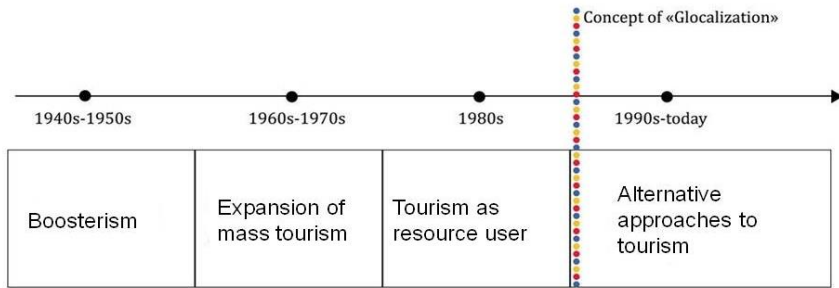 Concept of «Glocalization»
1940s-1950s
1960s-1970s
1980s
1990s-today
Boosterism
Expansion of
mass tourism
Tourism as
resource user
Alternative
approaches to
tourism